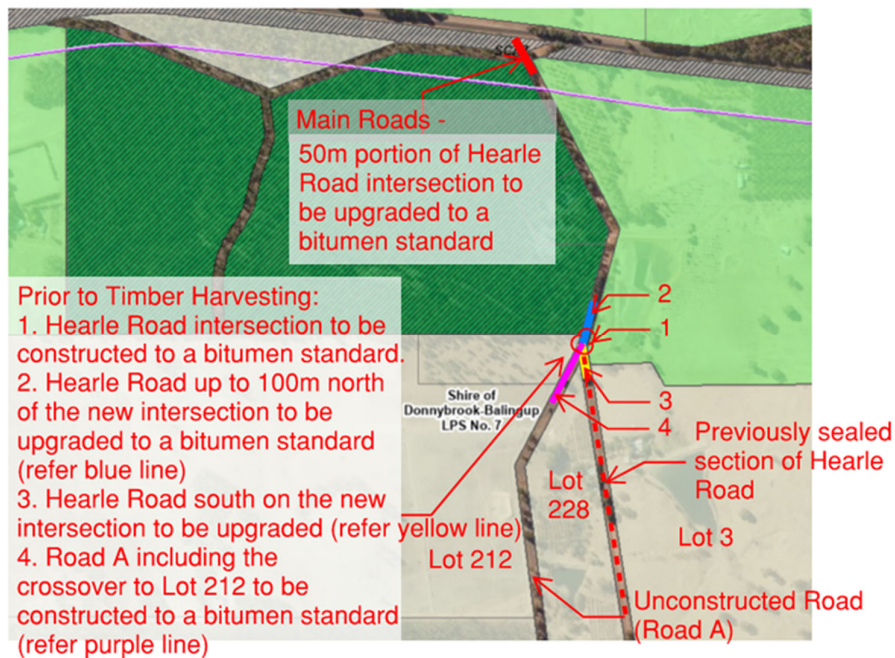 Main Roads -
50m portion of Hearle
Road intersection to
be upgraded to a
bitumen standard
Prior to Timber Harvesting:
1. Hearle Road intersection to be
constructed to a bitumen standard.
2. Hearle Road up to 100m north
of the new intersection to be
upgraded to a bitumen standard
(refer blue line)
3. Hearle Road south on the new
intersection to be upgraded (refer yellow line)
4. Road A including the
crossover to Lot 212 to be
constructed to a bitumen standard
(refer purple line)
2
1
3
4
Shire of
Donnybrook-Balingup
LPS No. 7
Previously sealed
section of Hearle
Road
Lot
228
Lot 3
Lot 212
Unconstructed Road
(Road A)